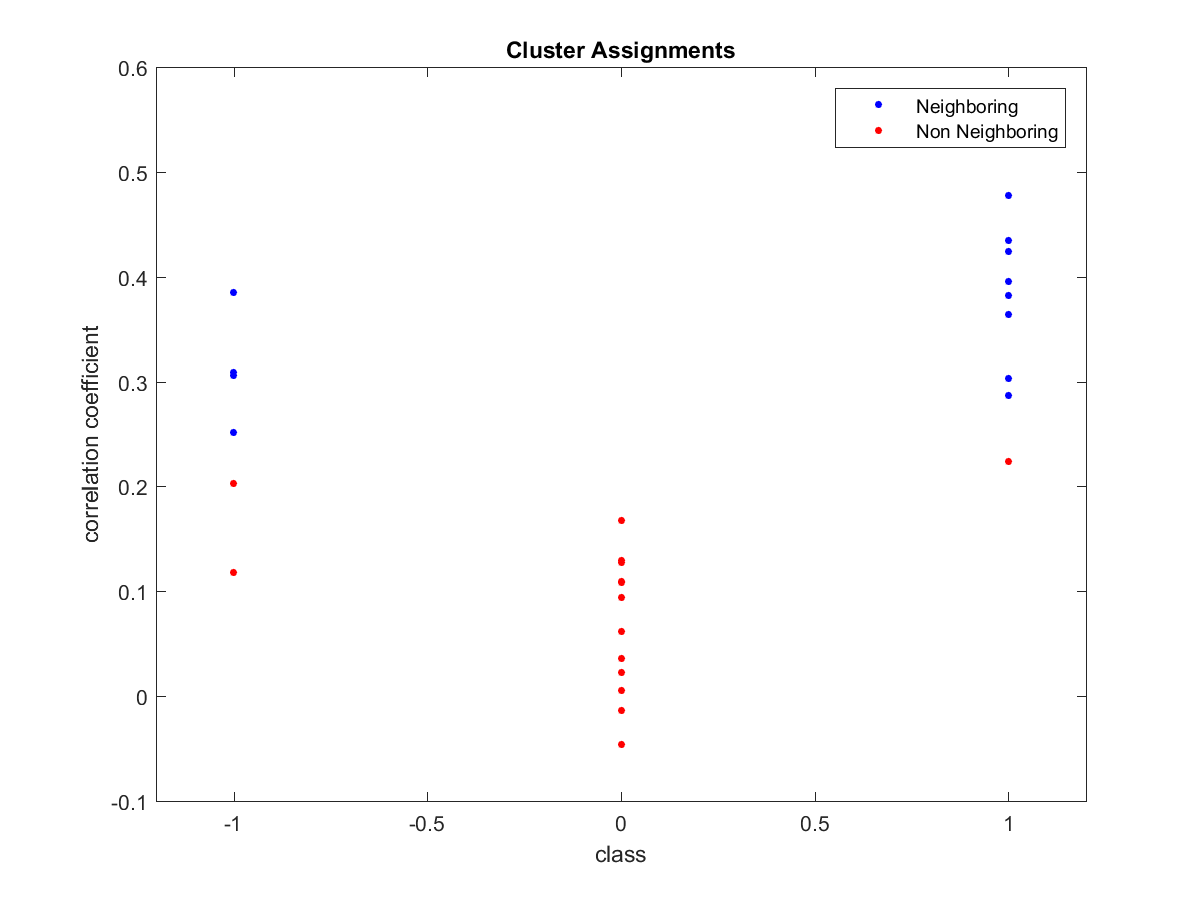 Cluster Assignments
0.6
0.5
0.4
0.3
0.2
0.1
0
-0.1
correlation coefficient
Neighboring
Non Neighboring
-1
-0.5
0
0.5
1
class